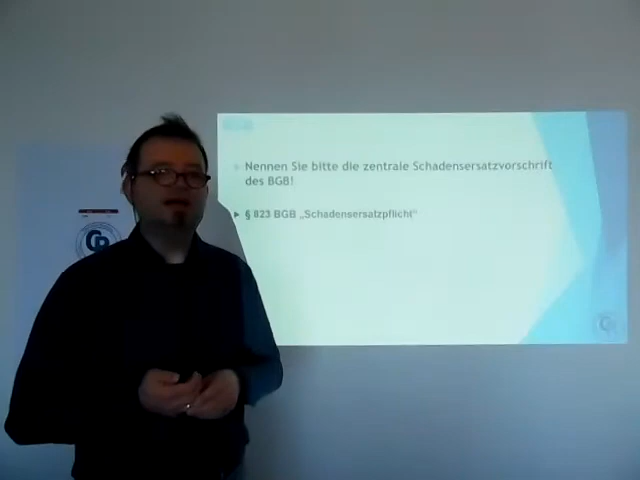 Nennen Sie bitte die zentrale Schadensersatzvorschrift
des BGB!
§ 823 BGB „Schadensersatzpflicht“